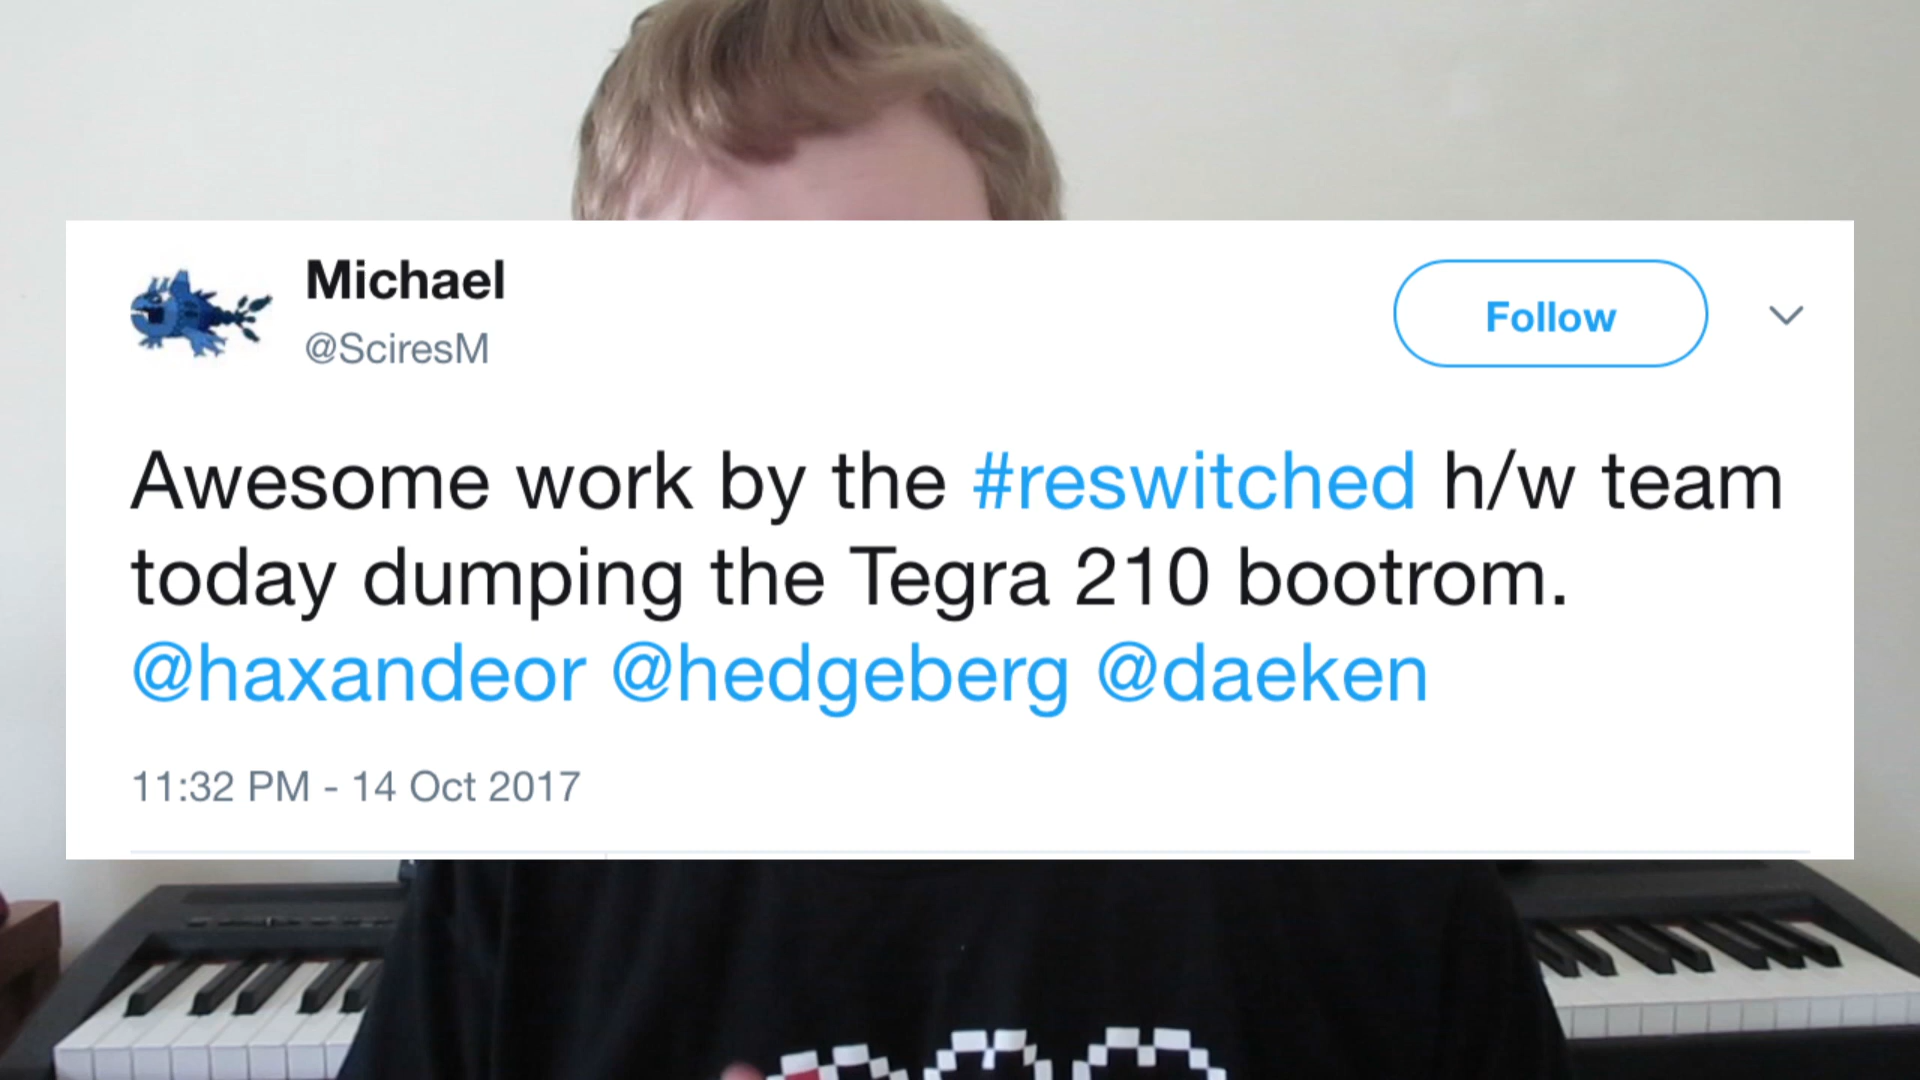 Michael
@SciresM
Follow
Awesome work by the #reswitched h/w team
today dumping the Tegra 210 bootrom.
@haxandeor @hedgeberg @daeken
11:32 PM - 14 Oct 2017